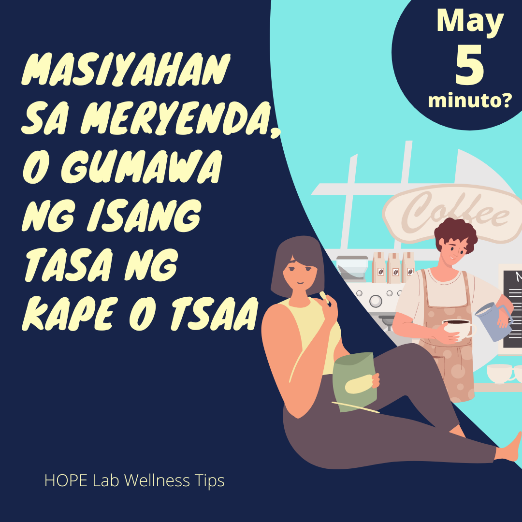 May
5
minuto?
MASIYAHAN
SA MERYENDA,
O GUMAWA
NG ISANG
TASA NG
KAPE O TSAA
Coffee
HOPE Lab Wellness Tips